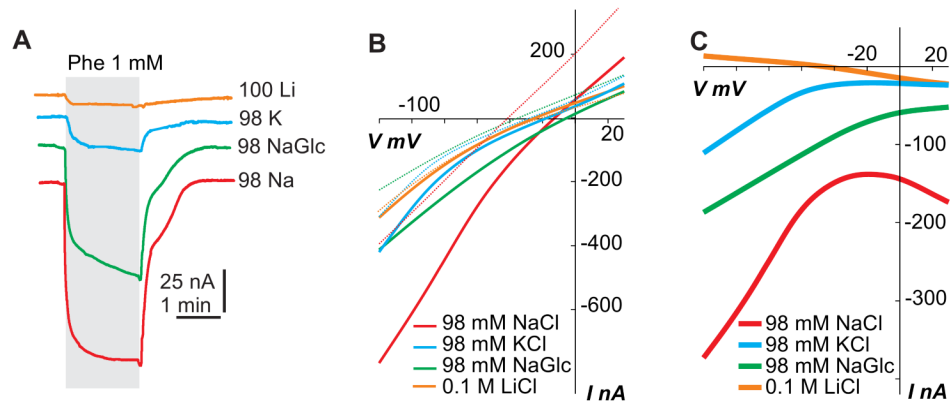 A
Phe 1 mM
100 Li
98 K
98 NaGlc
98 Na
25 nA
1 min
B
200
-100
V mV
20
-200
-400
-600
98 mM NaCl
98 mM KCl
98 mM NaGlc
0.1 M LiCl
I nA
C
-20
20
V mV
-100
-200
-300
98 mM NaCl
98 mM KCl
98 mM NaGlc
0.1 M LiCl
I nA